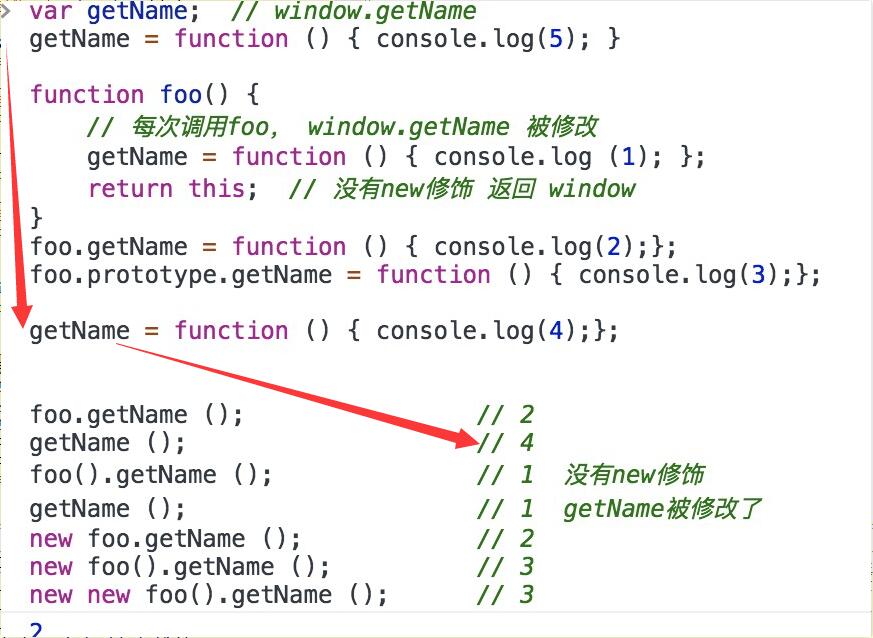 var getName;  // window.getName
getName = function () { console.log(5); }
function foo() {
// 每次调用foo, window.getName 被修改
getName = function () { console.log (1); };
return this;  // 没有new修饰 返回 window
}
foo.getName = function () { console.log(2);};
foo.prototype.getName = function () { console.log(3);};
getName = function () { console.log(4);};
foo.getName (); // 2
getName (); // 4
foo().getName (); // 1 没有new修饰
getName (); // 1 getName被修改了
new foo.getName (); // 2
new foo().getName (); // 3
new new foo().getName (); // 3
2